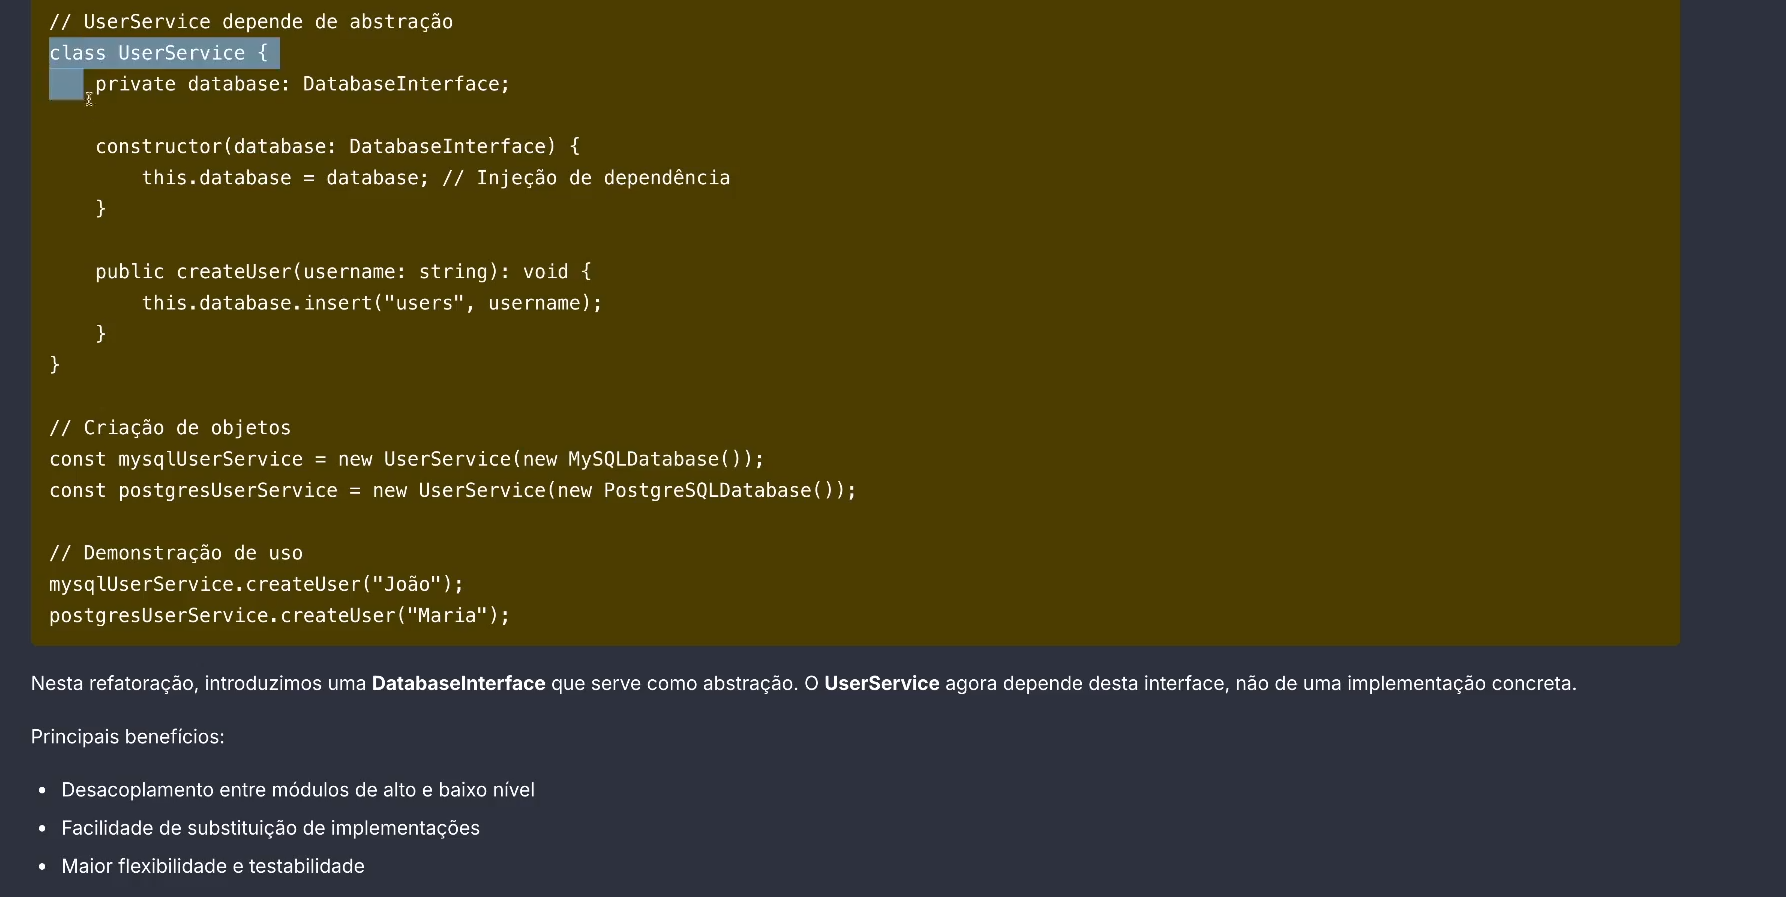 // UserService depende de abstração
class UserService {
    private database: DatabaseInterface;

    constructor(database: DatabaseInterface) {
        this.database = database; // Injeção de dependência
    }

    public createUser(username: string): void {
        this.database.insert("users", username);
    }
}

// Criação de objetos
const mysqlUserService = new UserService(new MySQLDatabase());
const postgresUserService = new UserService(new PostgreSQLDatabase());

// Demonstração de uso
mysqlUserService.createUser("João");
postgresUserService.createUser("Maria");

Nesta refatoração, introduzimos uma DatabaseInterface que serve como abstração. O UserService agora depende desta interface, não de uma implementação concreta.

Principais benefícios:

• Desacoplamento entre módulos de alto e baixo nível
• Facilidade de substituição de implementações
• Maior flexibilidade e testabilidade